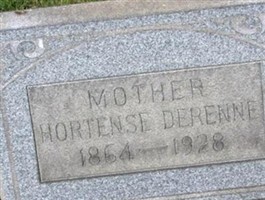 MOTHER
HORTENSE DERENNE
1864 — 1928